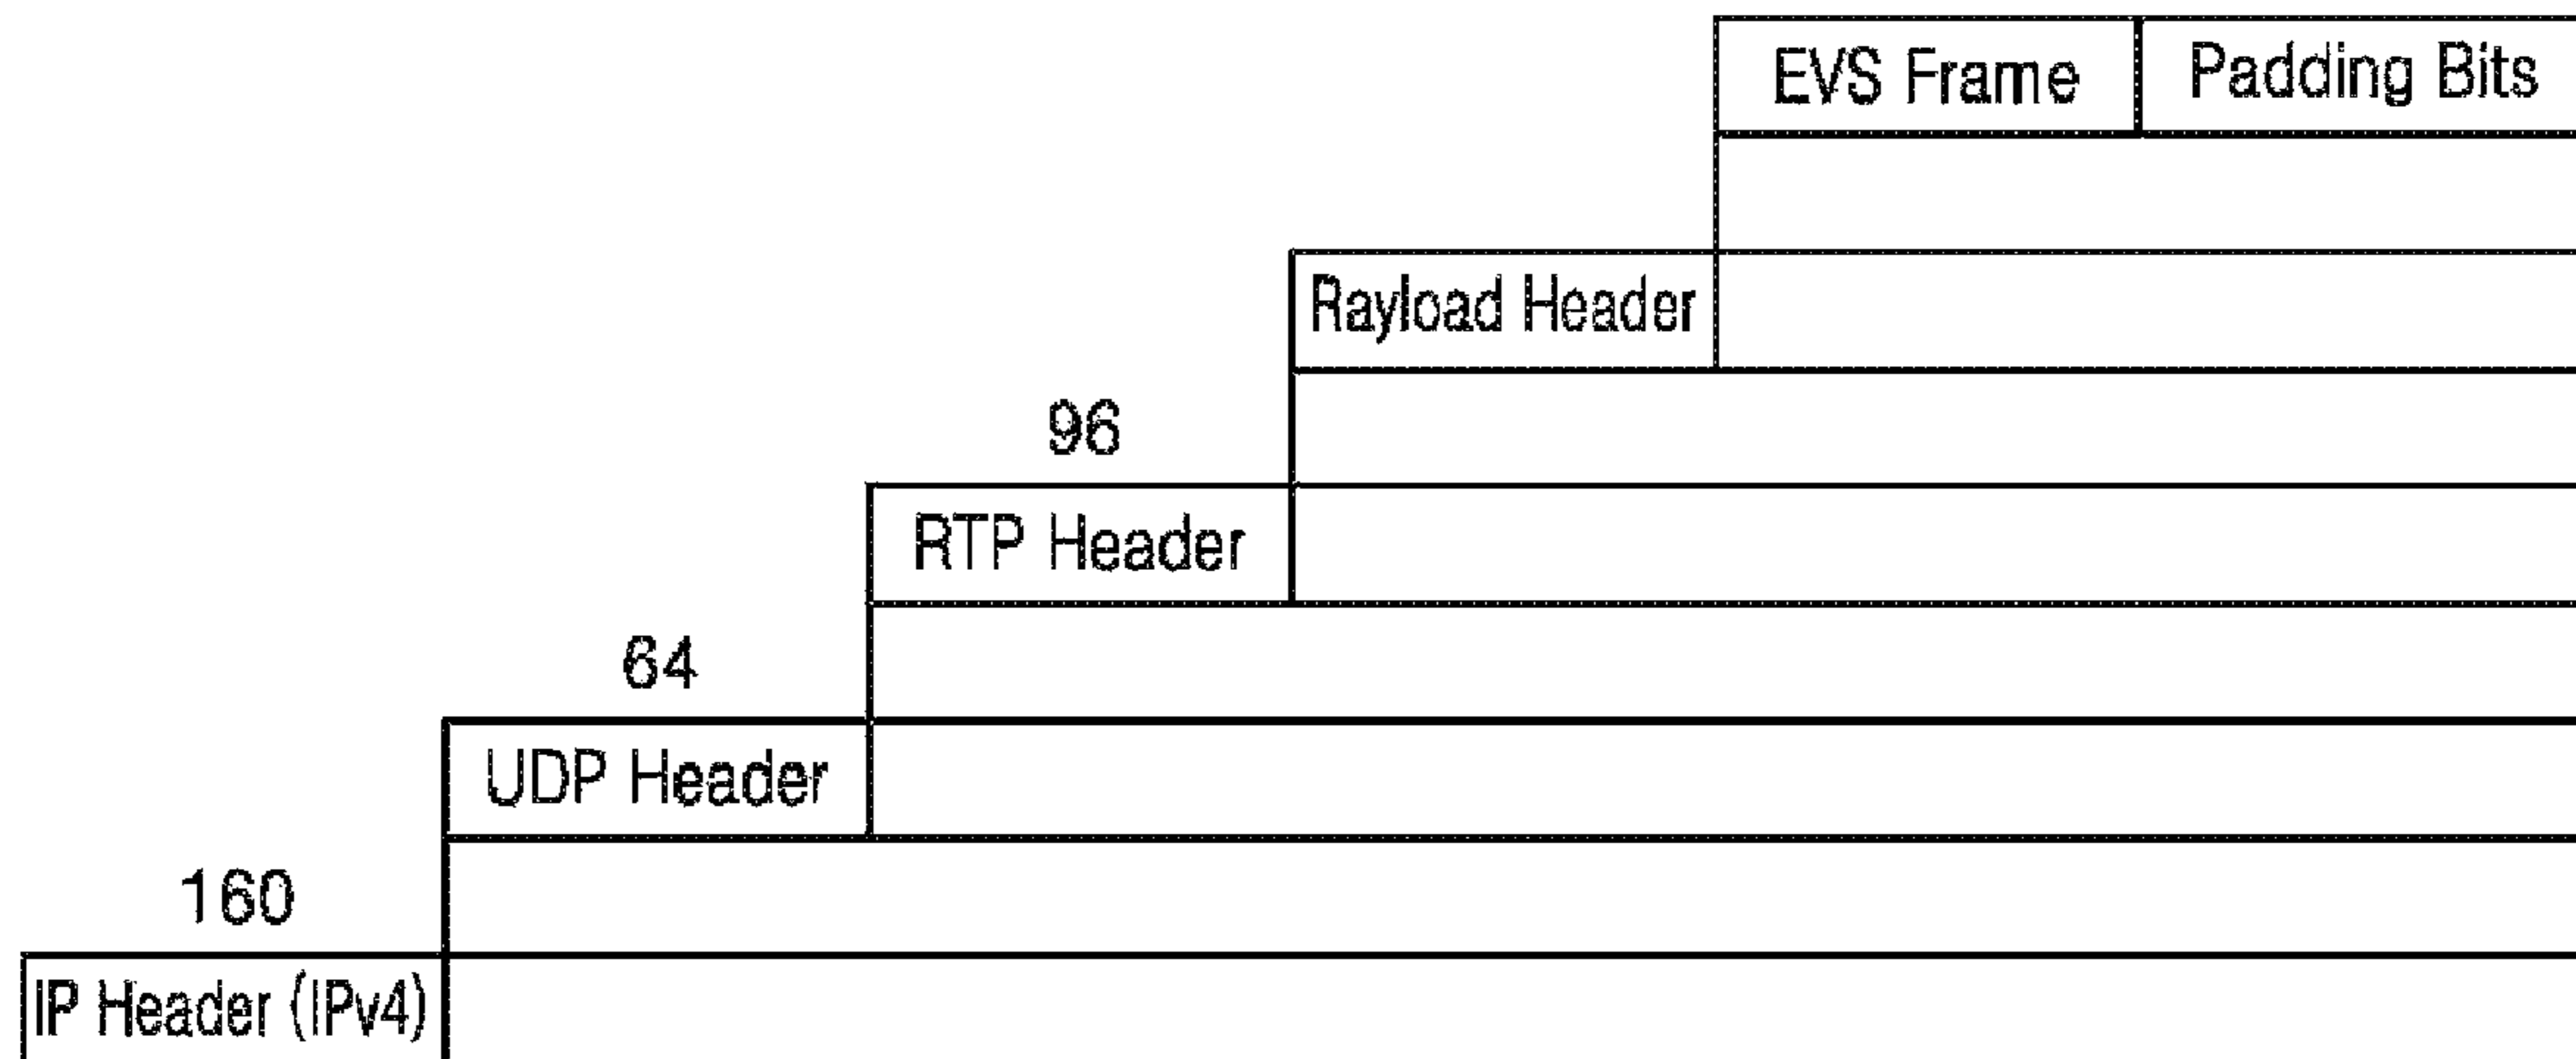 EVS Frame Padding Bits
Rayload Header
96
RTP Header
64
UDP Header
160
IP Header (IPv4)